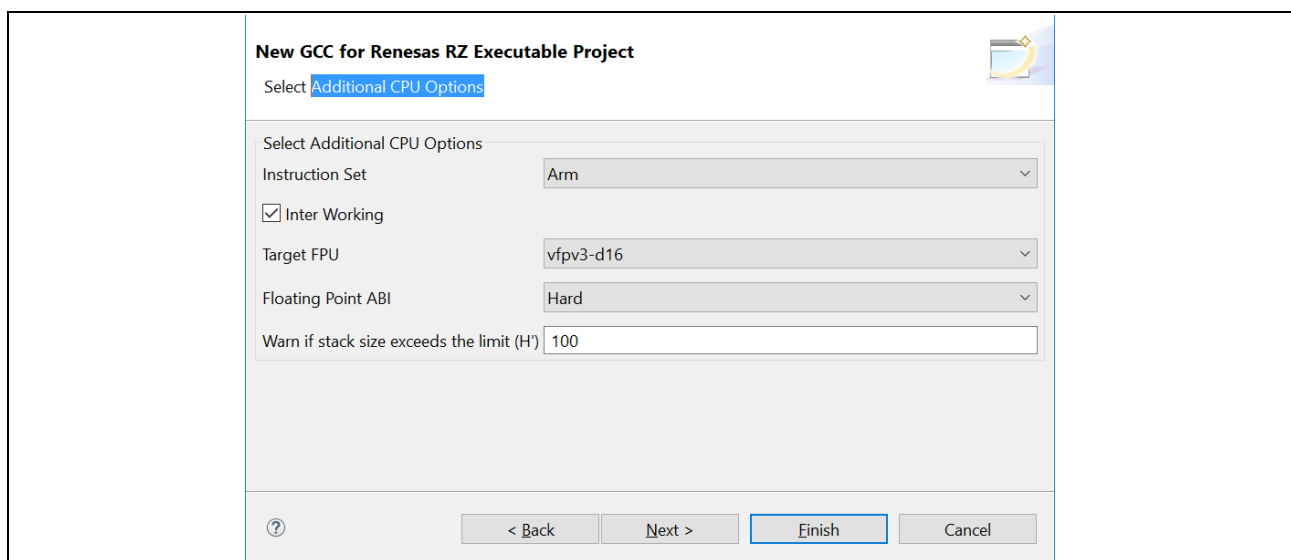 New GCC for Renesas RZ Executable Project
Select Additional CPU Options
Select Additional CPU Options
Instruction Set Arm
Inter Working
Target FPU vfpv3-d16
Floating Point ABI Hard
Warn if stack size exceeds the limit (H') 100
? < Back Next > Finish Cancel